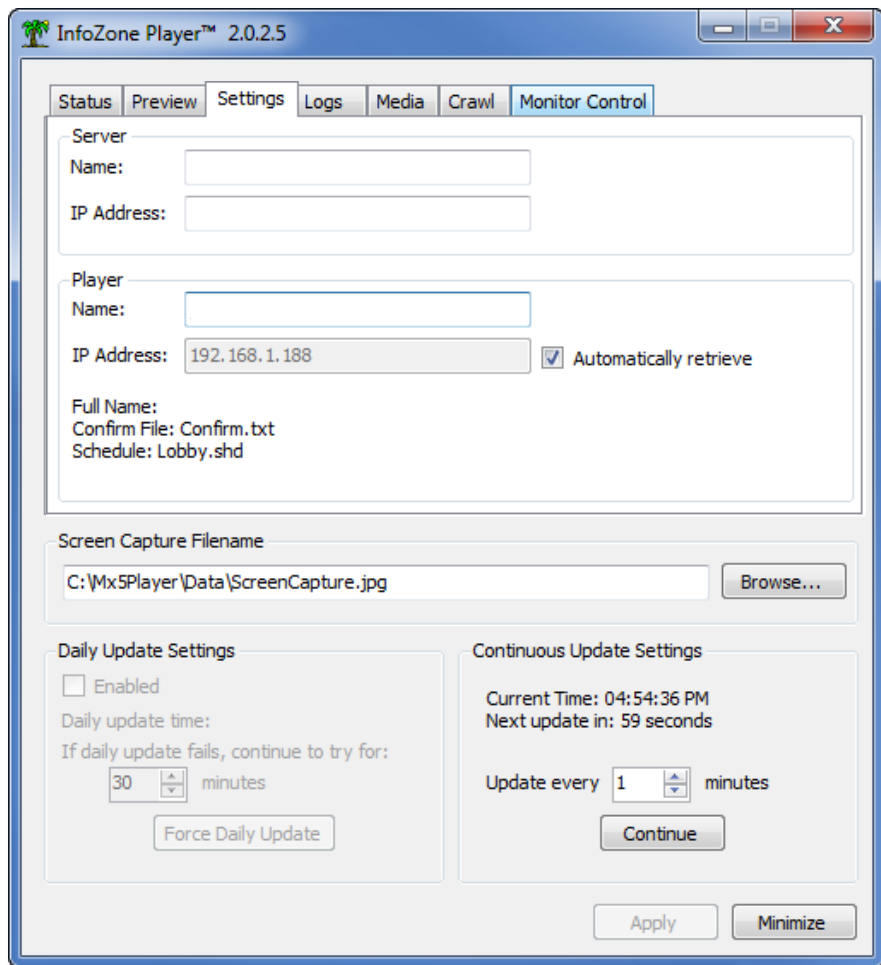 InfoZone Player™ 2.0.2.5
Status Preview Settings Logs Media Crawl Monitor Control
Server
Name:
IP Address:
Player
Name:
IP Address: 192.168.1.188 Automatically retrieve
Full Name:
Confirm File: Confirm.txt
Schedule: Lobby.shd
Screen Capture Filename
C:\Mx5Player\Data\ScreenCapture.jpg Browse...
Daily Update Settings
Enabled
Daily update time:
If daily update fails, continue to try for:
30 minutes
Force Daily Update
Continuous Update Settings
Current Time: 04:54:36 PM
Next update in: 59 seconds
Update every 1 minutes
Continue
Apply Minimize